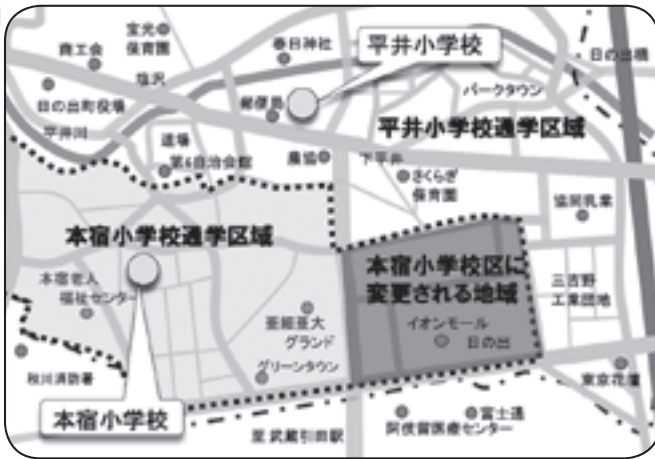 宝光
保育園
商工会
塩沢
春日神社
平井小学校
日の出橋
パークタウン
日の出町役場
郵便局
平井川
道場
第6自治会館
農協
下平井
平井小学校通学区域
さくらぎ
保育園
協同乳業
本宿小学校通学区域
本宿小学校区に
変更される地域
本宿老人
福祉センター
三吉野
工業団地
亜細亜大
グランド
イオンモール
日の出
グリーンタウン
秋川消防署
東京花壇
本宿小学校
至 武蔵引田駅
阿伎留医療センター
富士通